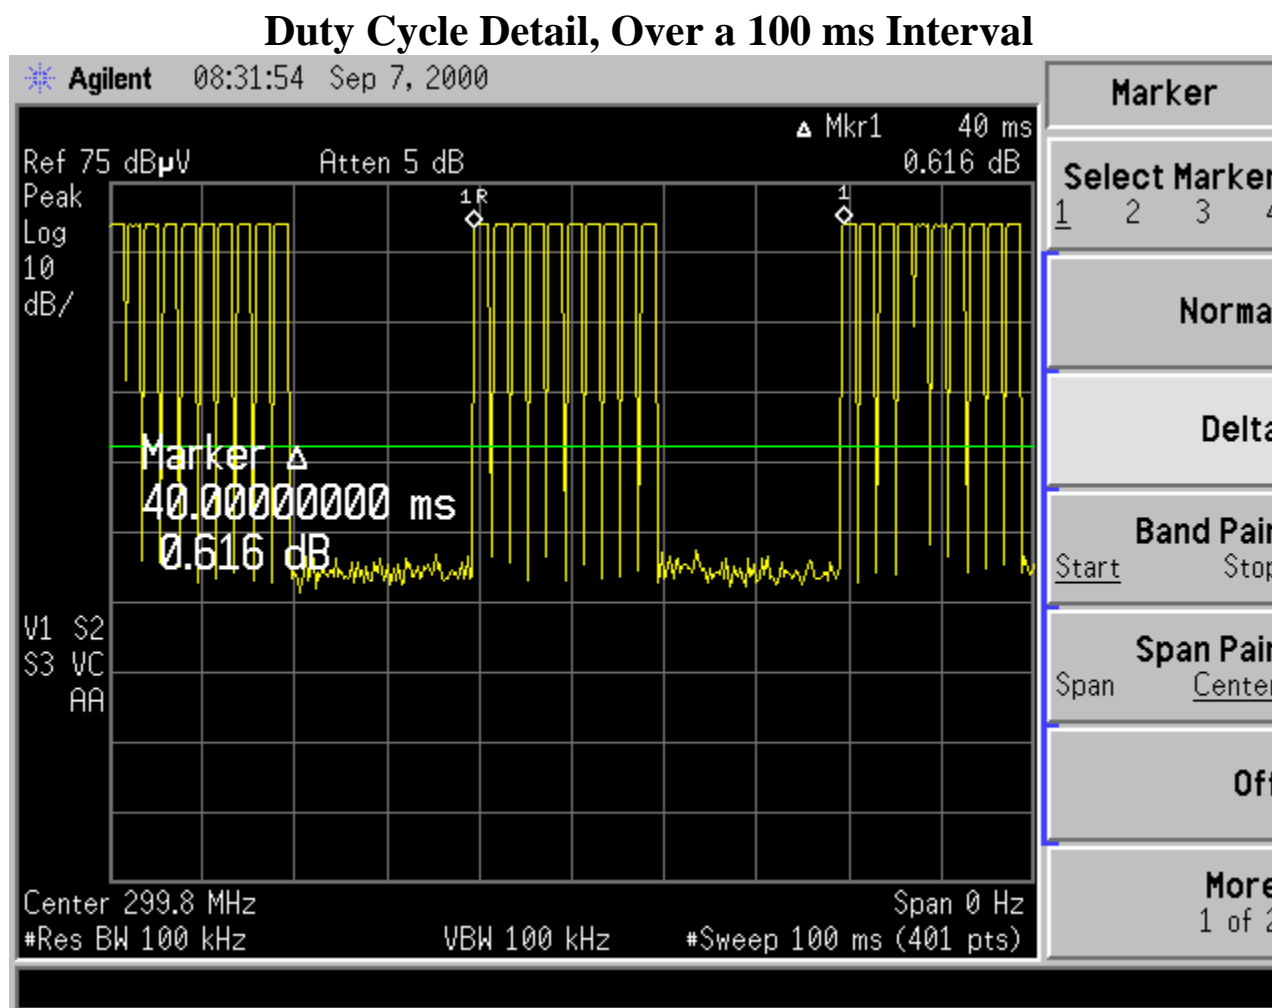 Duty Cycle Detail, Over a 100 ms Interval
Agilent 08:31:54 Sep 7, 2000
Δ Mkr1 40 ms
Ref 75 dBµV Atten 5 dB 0.616 dB
Peak
Log
10
dB/
1R
1
Marker Δ
40.00000000 ms
0.616 dB
V1 S2
S3 VC
AA
Center 299.8 MHz Span 0 Hz
#Res BW 100 kHz VBW 100 kHz #Sweep 100 ms (401 pts)
Marker
Select Marker
1 2 3 4
Norma
Delta
Band Pair
Start Stop
Span Pair
Span Center
Off
More
1 of 2